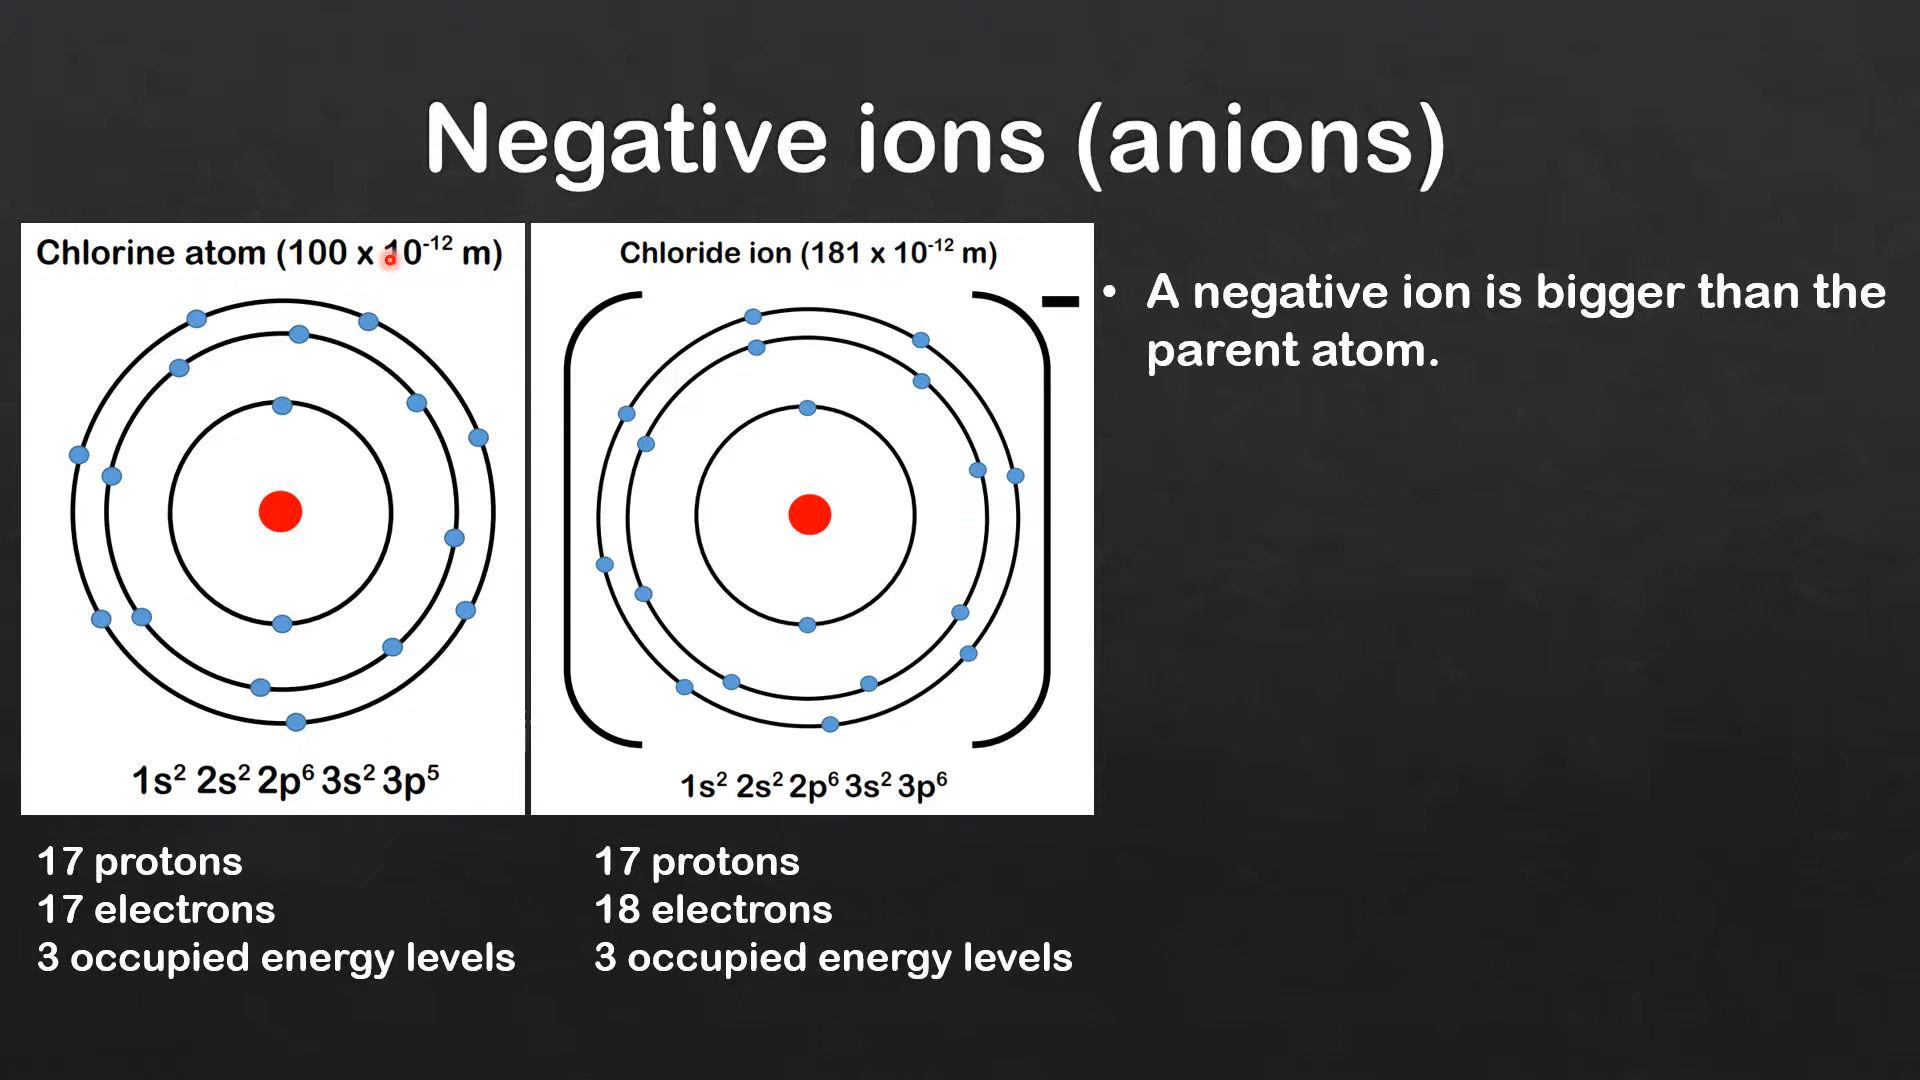 Negative ions (anions)
Chlorine atom (100 x 10⁻¹² m)
1s² 2s² 2p⁶ 3s² 3p⁵
17 protons
17 electrons
3 occupied energy levels
Chloride ion (181 x 10⁻¹² m)
−
1s² 2s² 2p⁶ 3s² 3p⁶
17 protons
18 electrons
3 occupied energy levels
• A negative ion is bigger than the
parent atom.